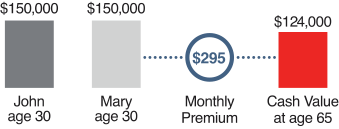 $150,000 $150,000
$124,000
$295
John Mary Monthly Cash Value
age 30 age 30 Premium at age 65